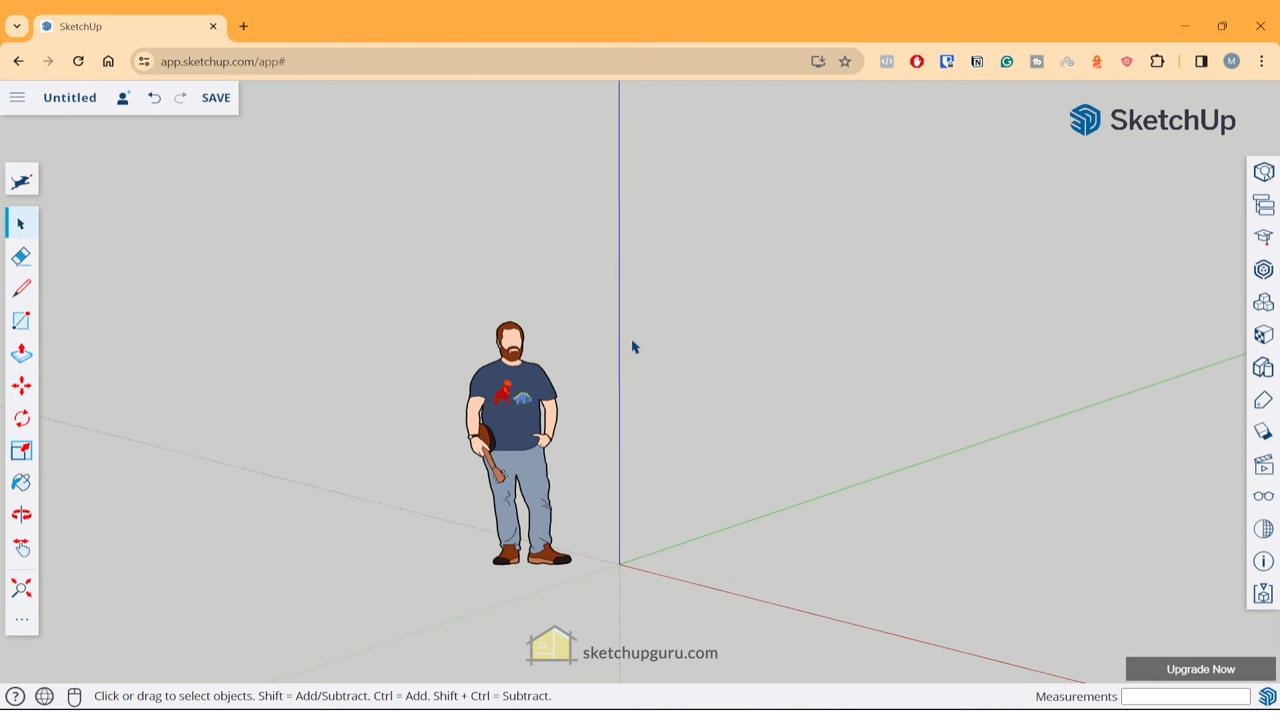 SketchUp
app.sketchup.com/app#
Untitled
SAVE
SketchUp
sketchupguru.com
Upgrade Now
Click or drag to select objects. Shift = Add/Subtract. Ctrl = Add. Shift + Ctrl = Subtract.
Measurements